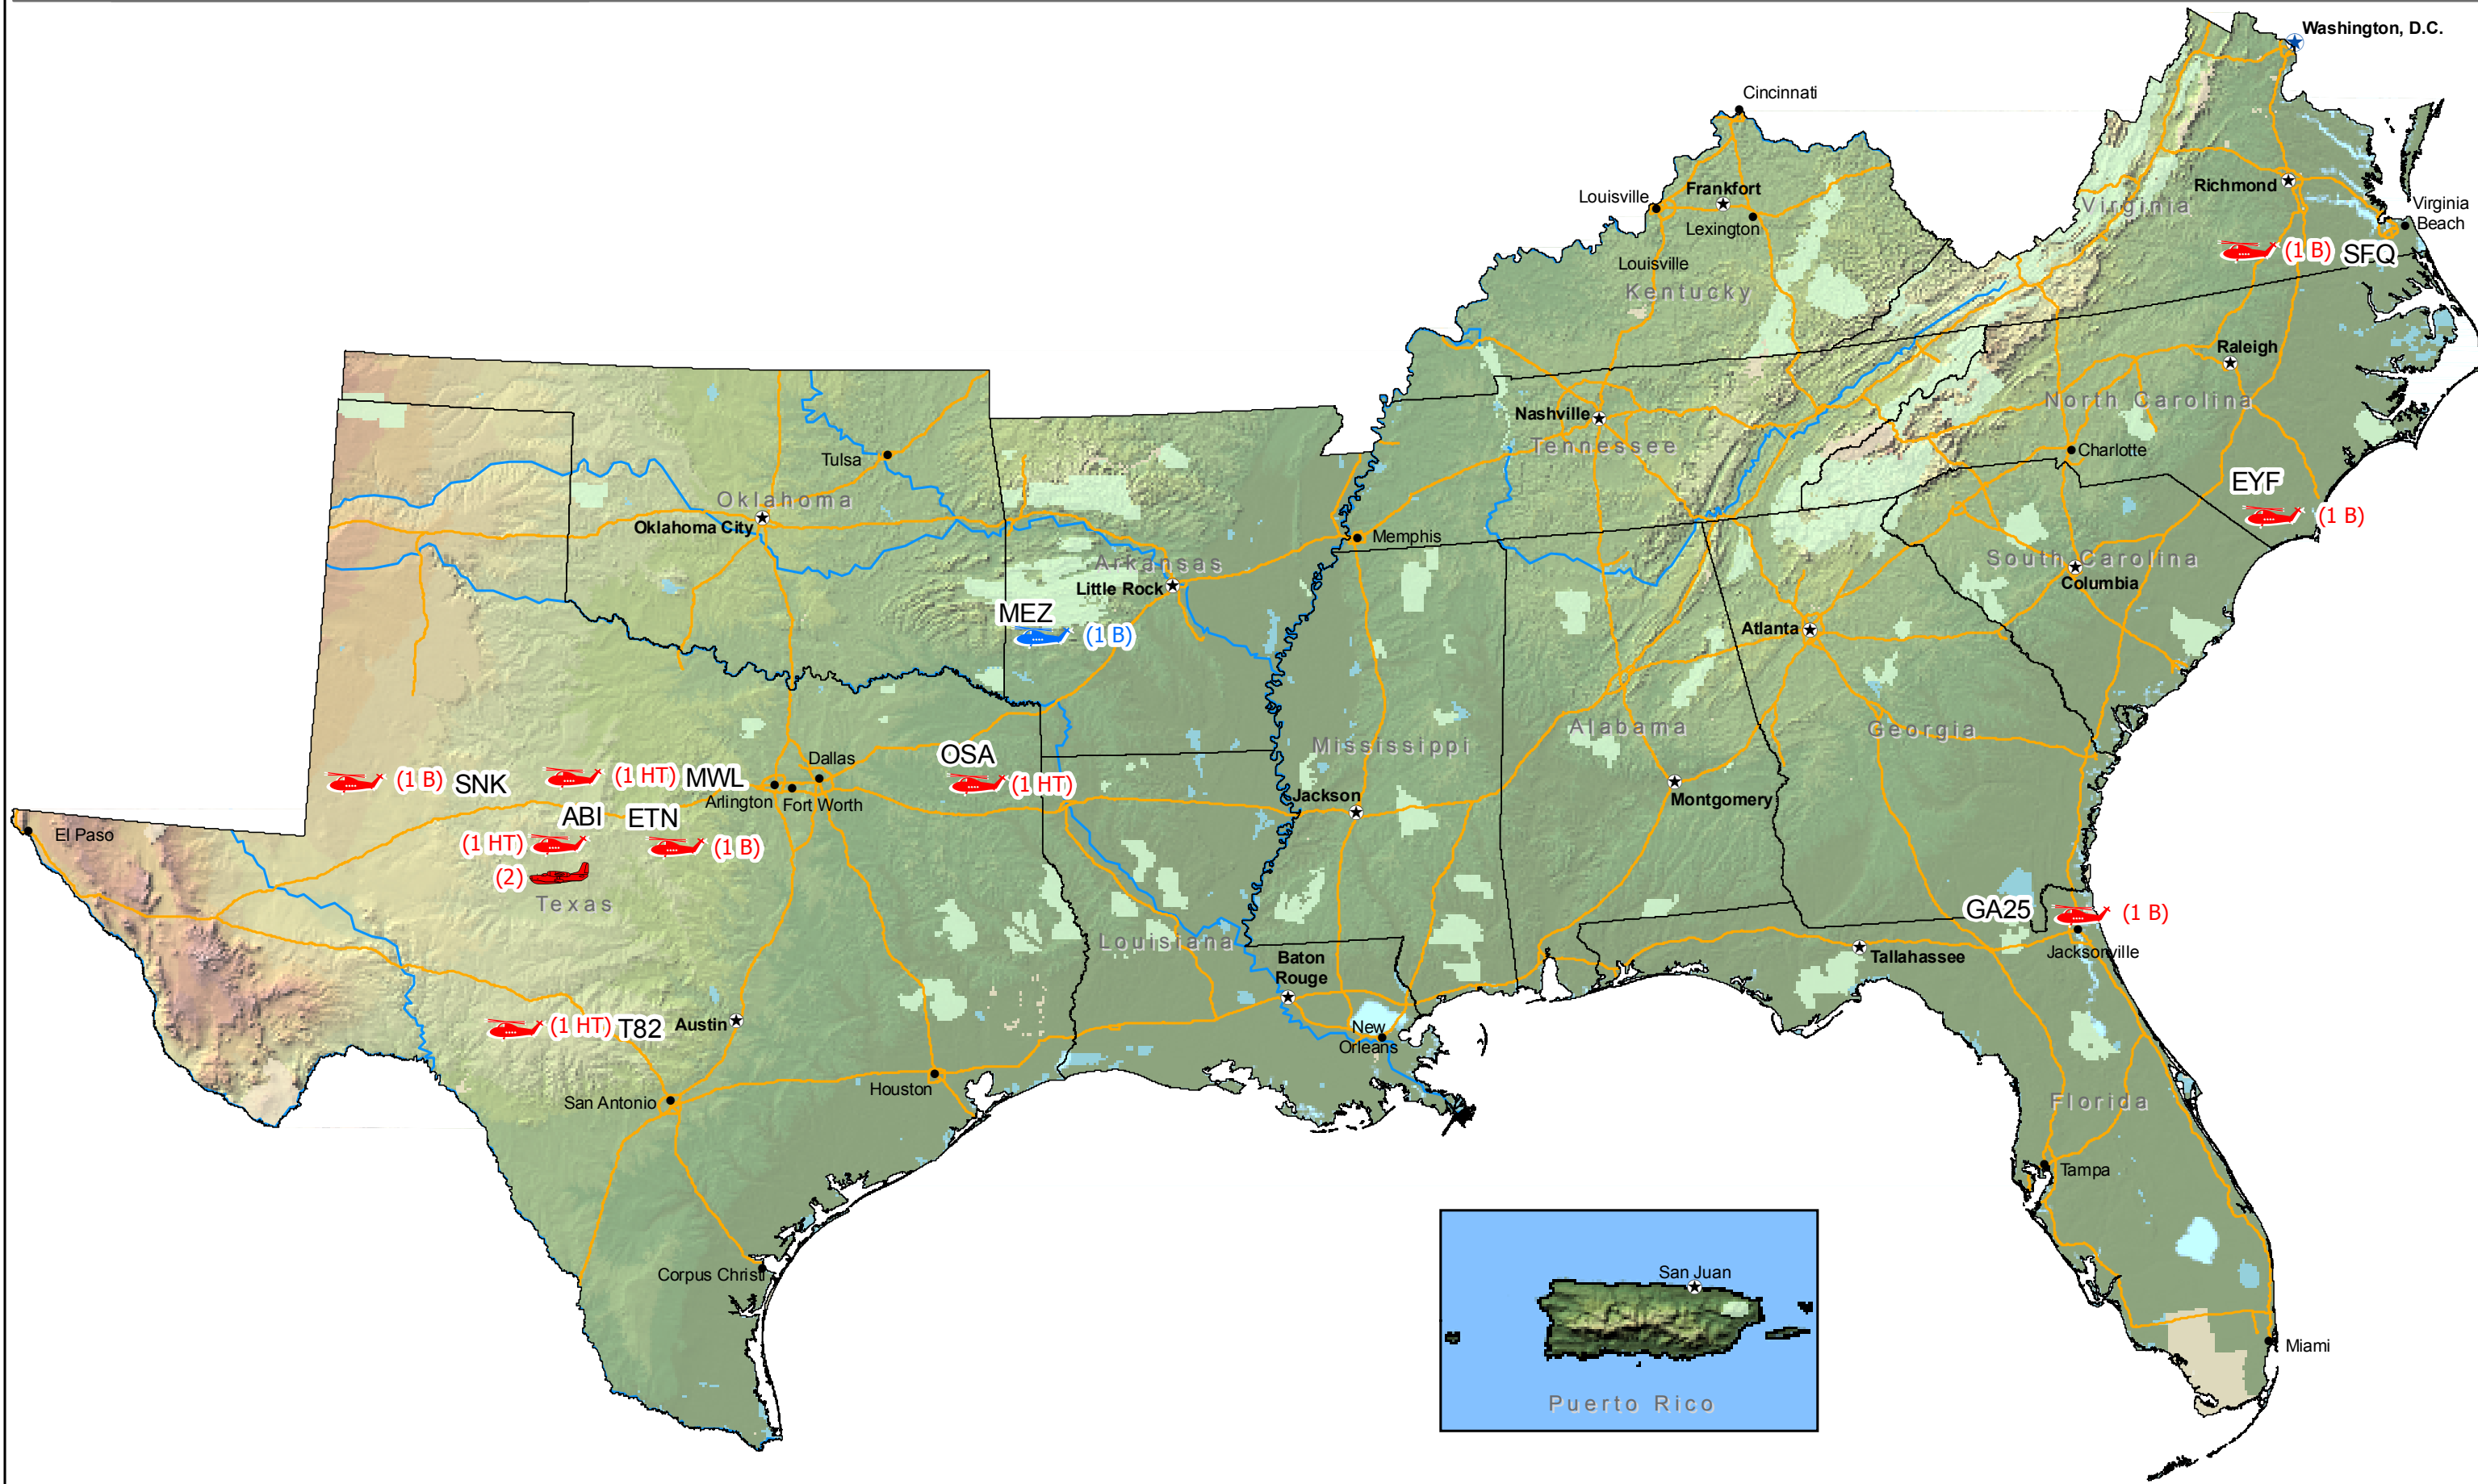 Washington, D.C.
Cincinnati
Louisville
Frankfort
Lexington
Richmond
Virginia
Virginia
Beach
(1 B) SFQ
Louisville
Kentucky
Raleigh
North Carolina
Nashville
Tennessee
Charlotte
Tulsa
Oklahoma
Oklahoma City
EYF
(1 B)
Memphis
Arkansas
Little Rock
South Carolina
Columbia
MEZ
(1 B)
Atlanta
Alabama
Georgia
Mississippi
OSA
(1 HT)
Dallas
(1 B) SNK
(1 HT) MWL
Arlington
Fort Worth
Jackson
Montgomery
ABI
ETN
El Paso
(1 HT)
(1 B)
(2)
Texas
GA25
(1 B)
Louisiana
Jacksonville
Tallahassee
Baton
Rouge
(1 HT) T82
Austin
New
Orleans
San Antonio
Houston
Florida
Tampa
Corpus Christi
San Juan
Miami
Puerto Rico